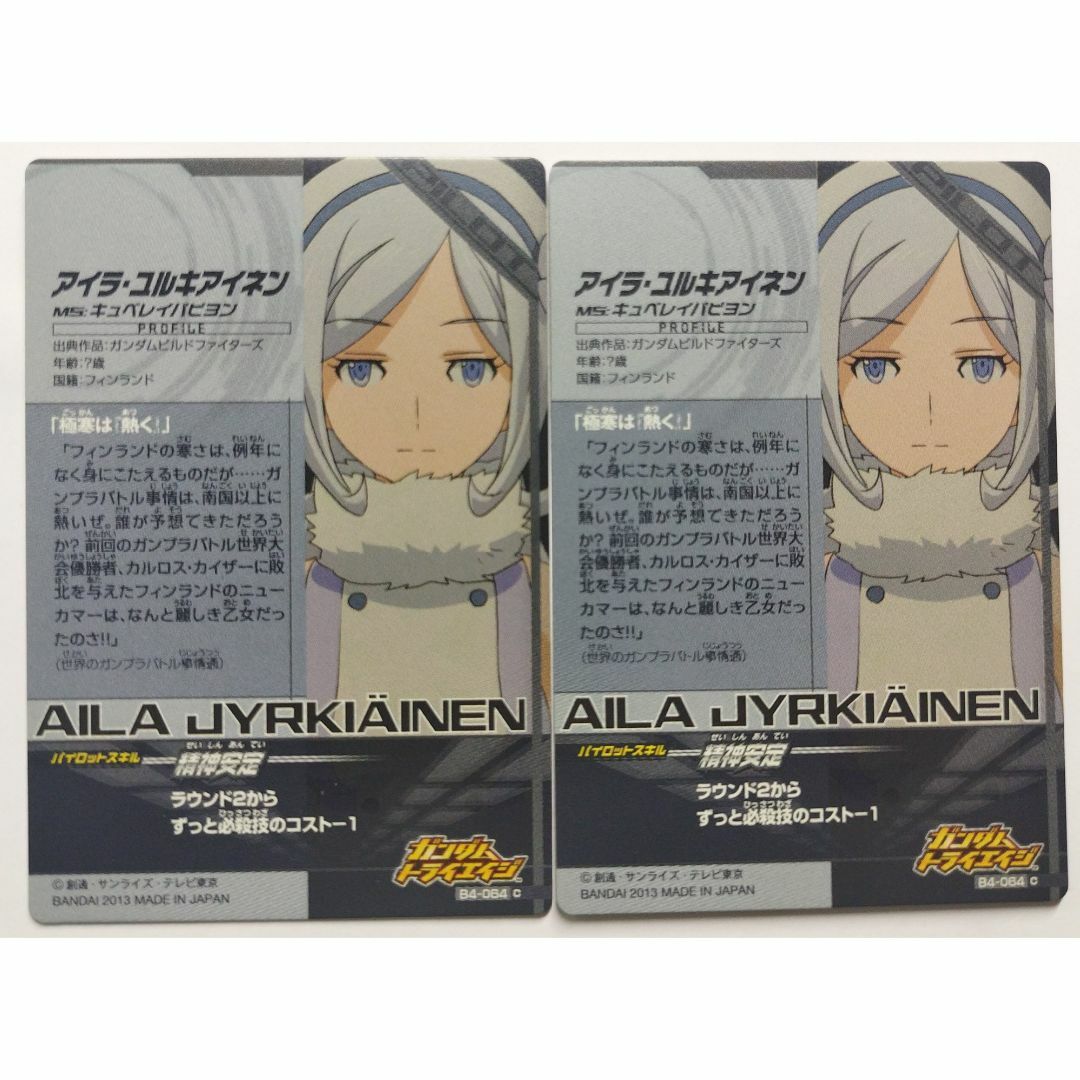 PILOT
アイラ・ユルキアイネン
MS:キュベレイパピヨン
PROFILE
出典作品:ガンダムビルドファイターズ
年齢:?歳
国籍:フィンランド
「極寒は『熱く』」
「フィンランドの寒さは、例年に
なく身にこたえるものだが……ガ
ンプラバトル事情は、南国以上に
熱いぜ。誰が予想できただろう
か? 前回のガンプラバトル世界大
会優勝者、カルロス・カイザーに敗
北を与えたフィンランドのニュー
カマーは、なんと麗しき乙女だっ
たのさ!!」
(世界のガンプラバトル事情通)
AILA JYRKIÄINEN
パイロットスキル 精神安定
ラウンド2から
ずっと必殺技のコストー1
ガンダム
トライエイジ
©創通・サンライズ・テレビ東京
BANDAI 2013 MADE IN JAPAN
B4-064 C
PILOT
アイラ・ユルキアイネン
MS:キュベレイパピヨン
PROFILE
出典作品:ガンダムビルドファイターズ
年齢:?歳
国籍:フィンランド
「極寒は『熱く』」
「フィンランドの寒さは、例年に
なく身にこたえるものだが……ガ
ンプラバトル事情は、南国以上に
熱いぜ。誰が予想できただろう
か? 前回のガンプラバトル世界大
会優勝者、カルロス・カイザーに敗
北を与えたフィンランドのニュー
カマーは、なんと麗しき乙女だっ
たのさ!!」
(世界のガンプラバトル事情通)
AILA JYRKIÄINEN
パイロットスキル 精神安定
ラウンド2から
ずっと必殺技のコストー1
ガンダム
トライエイジ
©創通・サンライズ・テレビ東京
BANDAI 2013 MADE IN JAPAN
B4-064 C